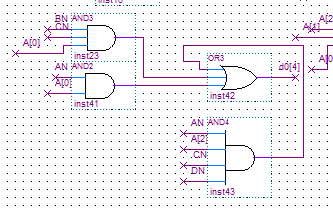 BN AND3
CN
A[0]
inst23
AN AND2
A[0]
inst41
OR3
d0[4]
inst42
AN AND4
A[2]
CN
DN
inst43
A[1]